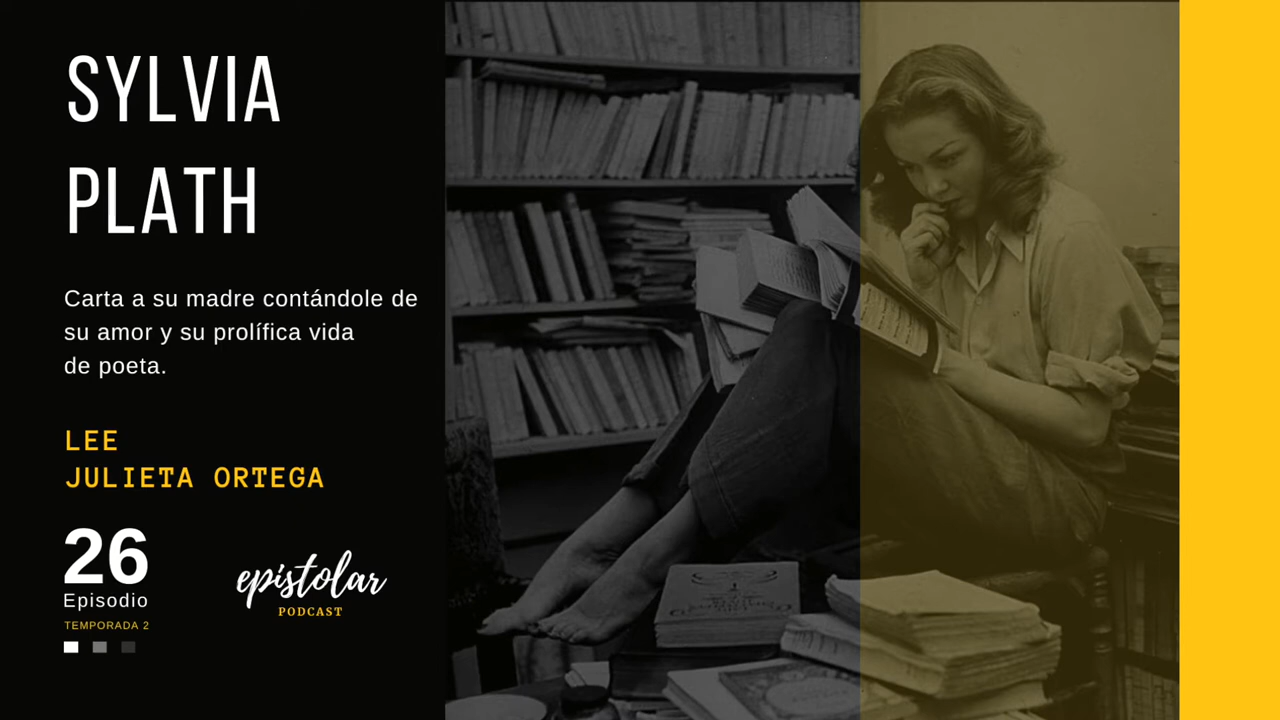 SYLVIA
PLATH
Carta a su madre contándole de
su amor y su prolífica vida
de poeta.
LEE
JULIETA ORTEGA
26
Episodio
TEMPORADA 2
epistolar
PODCAST